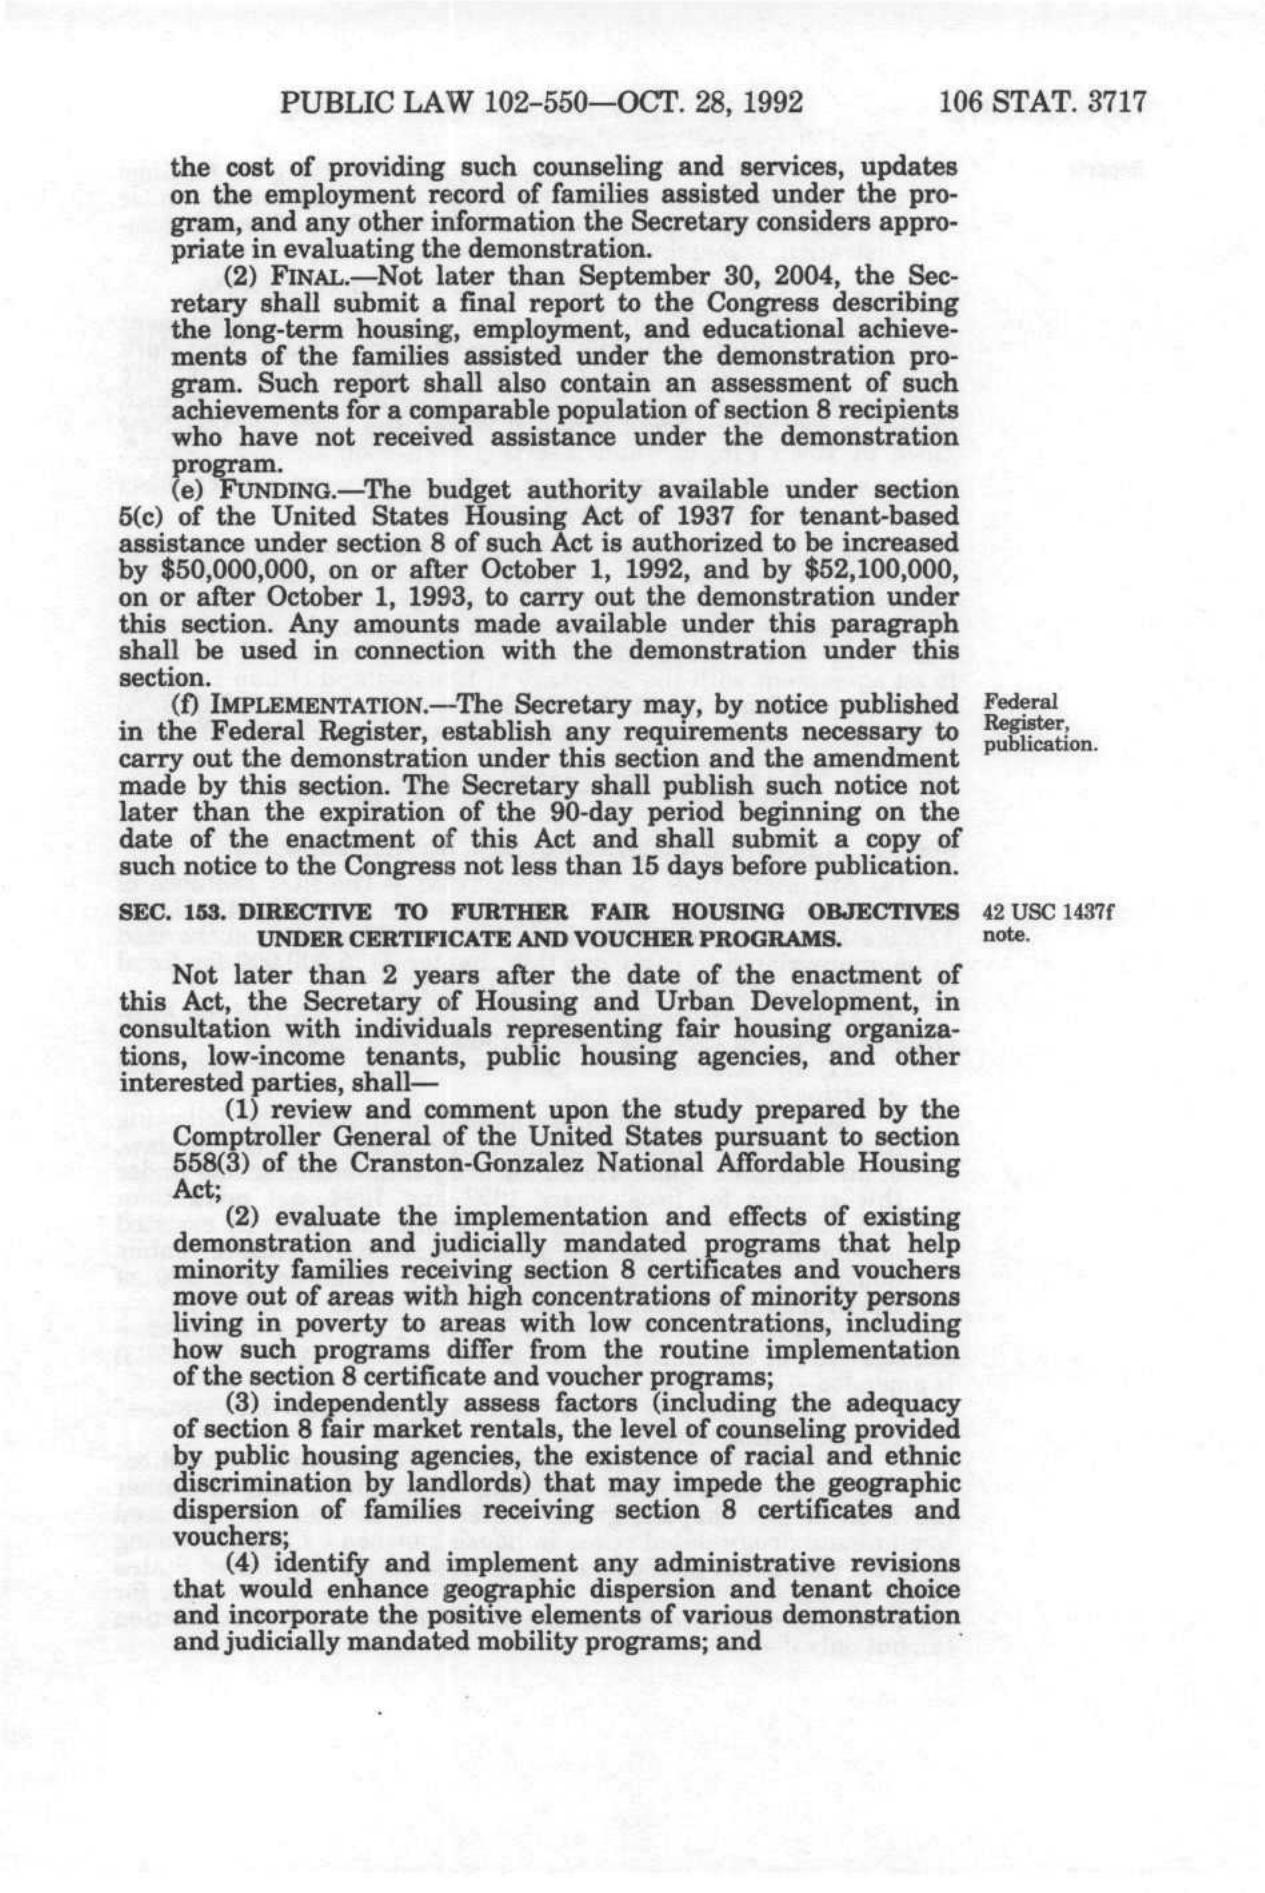 PUBLIC LAW 102–550—OCT. 28, 1992 106 STAT. 3717
the cost of providing such counseling and services, updates
on the employment record of families assisted under the pro-
gram, and any other information the Secretary considers appro-
priate in evaluating the demonstration.
(2) FINAL.—Not later than September 30, 2004, the Sec-
retary shall submit a final report to the Congress describing
the long-term housing, employment, and educational achieve-
ments of the families assisted under the demonstration pro-
gram. Such report shall also contain an assessment of such
achievements for a comparable population of section 8 recipients
who have not received assistance under the demonstration
program.
(e) FUNDING.—The budget authority available under section
5(c) of the United States Housing Act of 1937 for tenant-based
assistance under section 8 of such Act is authorized to be increased
by $50,000,000, on or after October 1, 1992, and by $52,100,000,
on or after October 1, 1993, to carry out the demonstration under
this section. Any amounts made available under this paragraph
shall be used in connection with the demonstration under this
section.
(f) IMPLEMENTATION.—The Secretary may, by notice published
in the Federal Register, establish any requirements necessary to
carry out the demonstration under this section and the amendment
made by this section. The Secretary shall publish such notice not
later than the expiration of the 90-day period beginning on the
date of the enactment of this Act and shall submit a copy of
such notice to the Congress not less than 15 days before publication.
Federal
Register,
publication.
SEC. 153. DIRECTIVE TO FURTHER FAIR HOUSING OBJECTIVES
UNDER CERTIFICATE AND VOUCHER PROGRAMS.
42 USC 1437f
note.
Not later than 2 years after the date of the enactment of
this Act, the Secretary of Housing and Urban Development, in
consultation with individuals representing fair housing organiza-
tions, low-income tenants, public housing agencies, and other
interested parties, shall—
(1) review and comment upon the study prepared by the
Comptroller General of the United States pursuant to section
558(3) of the Cranston-Gonzalez National Affordable Housing
Act;
(2) evaluate the implementation and effects of existing
demonstration and judicially mandated programs that help
minority families receiving section 8 certificates and vouchers
move out of areas with high concentrations of minority persons
living in poverty to areas with low concentrations, including
how such programs differ from the routine implementation
of the section 8 certificate and voucher programs;
(3) independently assess factors (including the adequacy
of section 8 fair market rentals, the level of counseling provided
by public housing agencies, the existence of racial and ethnic
discrimination by landlords) that may impede the geographic
dispersion of families receiving section 8 certificates and
vouchers;
(4) identify and implement any administrative revisions
that would enhance geographic dispersion and tenant choice
and incorporate the positive elements of various demonstration
and judicially mandated mobility programs; and